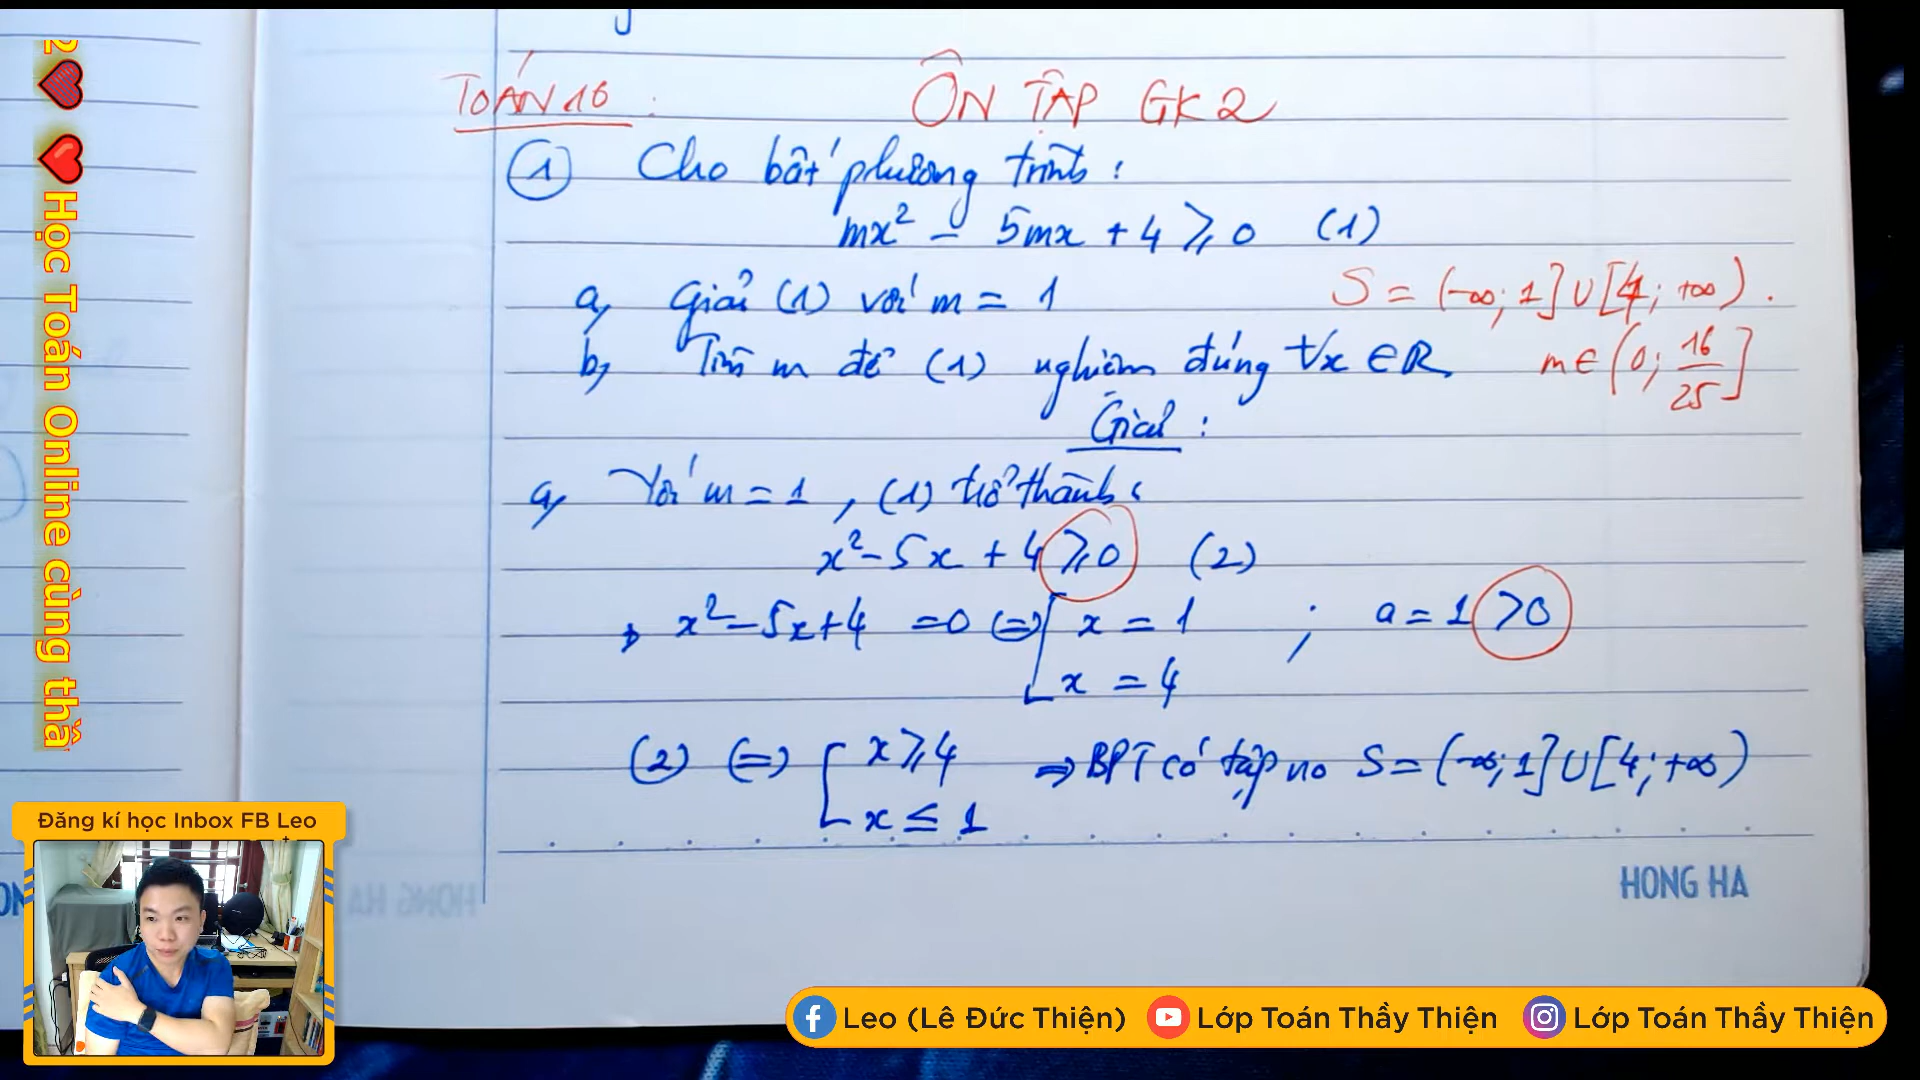 TOÁN 10 : ÔN TẬP GK2
① Cho bất phương trình :
mx² - 5mx + 4 ⩾ 0 (1)
a, Giải (1) với m = 1 S = (-∞; 1] ∪ [4; +∞) .
b, Tìm m để (1) nghiệm đúng ∀x ∈ R. m ∈ (0; 16/25]
Giải :
a, Với m = 1 , (1) trở thành :
x² - 5x + 4 ⩾ 0 (2)
x² - 5x + 4 = 0 (=) [ x = 1 ; a = 1 > 0
x = 4
(2) (=) [ x ⩾ 4 => BPT có tập no S = (-∞; 1] ∪ [4; +∞)
x ≤ 1
HONG HA
2 ❤ ❤Học Toán Online cùng thầ
Đăng kí học Inbox FB Leo
Leo (Lê Đức Thiện) Lớp Toán Thầy Thiện Lớp Toán Thầy Thiện